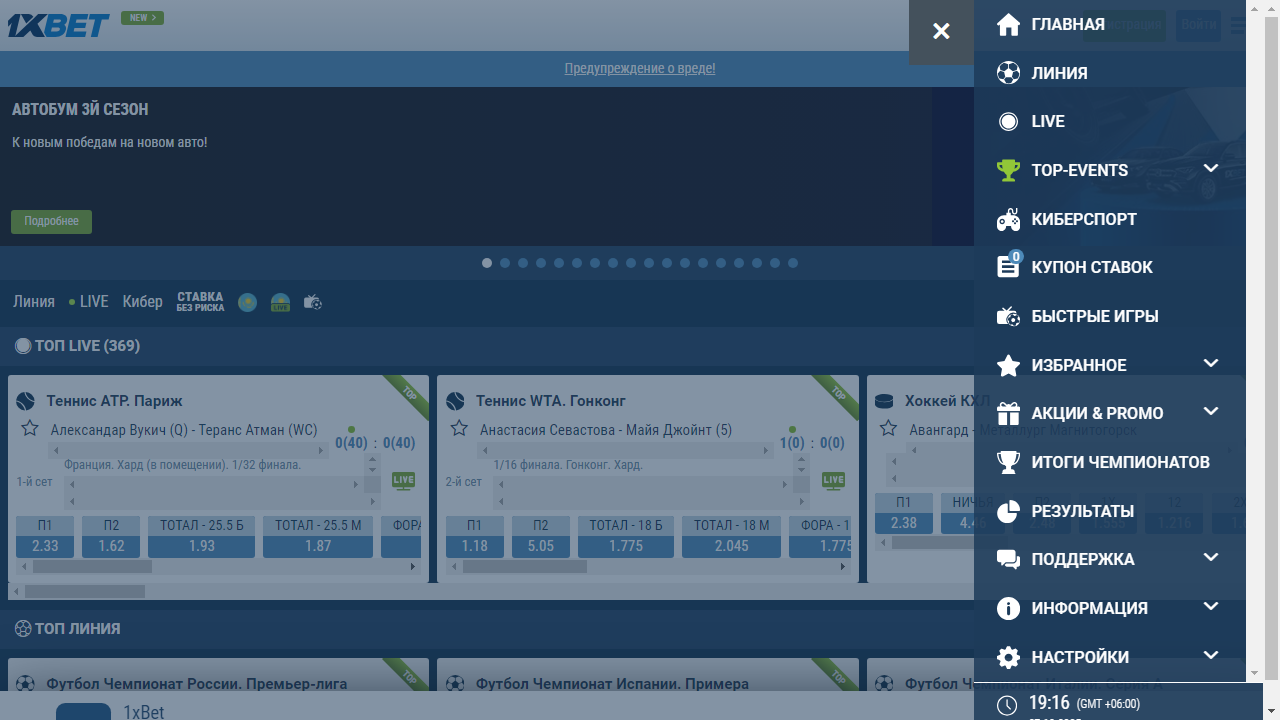 1XBET
NEW >
Предупреждение о вреде!
АВТОБУМ 3Й СЕЗОН
К новым победам на новом авто!
Подробнее
Линия
LIVE
Кибер
СТАВКА
БЕЗ РИСКА
LIVE
ТОП LIVE (369)
TOP
Теннис ATP. Париж
Александр Вукич (Q) - Теранс Атман (WC)
0(40) : 0(40)
Франция. Хард (в помещении). 1/32 финала.
1-й сет
LIVE
П1 П2 ТОТАЛ - 25.5 Б ТОТАЛ - 25.5 М ФОРА
2.33 1.62 1.93 1.87
TOP
Теннис WTA. Гонконг
Анастасия Севастова - Майя Джойнт (5)
1(0) : 0(0)
1/16 финала. Гонконг. Хард.
2-й сет
LIVE
П1 П2 ТОТАЛ - 18 Б ТОТАЛ - 18 М ФОРА - 1
1.18 5.05 1.775 2.045 1.775
Хоккей КХЛ
Авангард - Металлург Магнитогорск
П1 НИЧЬЯ П2 1X 12 2X
2.38 4.46 2.48 1.555 1.216
ТОП ЛИНИЯ
TOP
Футбол Чемпионат России. Премьер-лига
TOP
Футбол Чемпионат Испании. Примера
Футбол Чемпионат Италии. Серия А
1xBet
Войти
ГЛАВНАЯ
ЛИНИЯ
LIVE
TOP-EVENTS
КИБЕРСПОРТ
0
КУПОН СТАВОК
БЫСТРЫЕ ИГРЫ
ИЗБРАННОЕ
АКЦИИ & PROMO
ИТОГИ ЧЕМПИОНАТОВ
РЕЗУЛЬТАТЫ
ПОДДЕРЖКА
ИНФОРМАЦИЯ
НАСТРОЙКИ
19:16 (GMT +06:00)